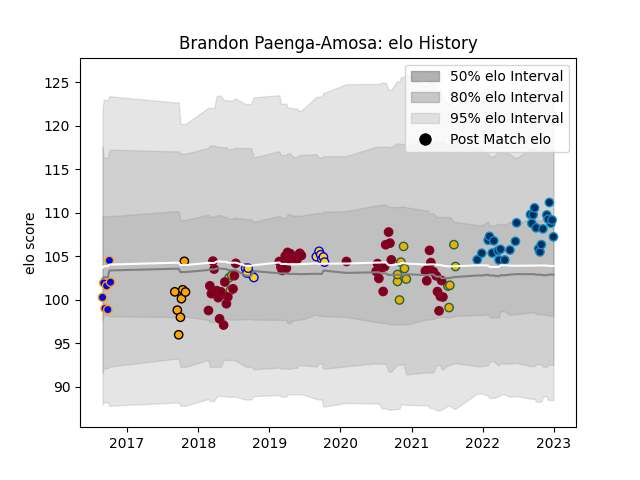 Brandon Paenga-Amosa: elo History
50% elo Interval
80% elo Interval
95% elo Interval
Post Match elo
elo score
125
120
115
110
105
100
95
90
2017
2018
2019
2020
2021
2022
2023